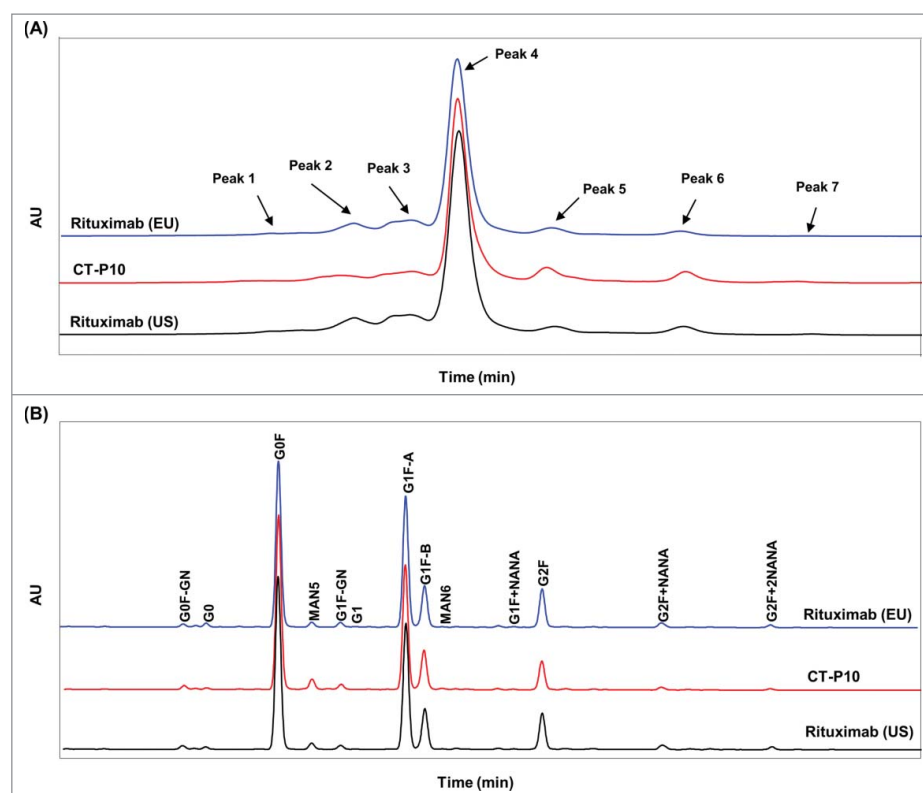 (A)
Peak 4
Peak 1
Peak 2
Peak 3
Peak 5
Peak 6
Peak 7
AU
Rituximab (EU)
CT-P10
Rituximab (US)
Time (min)
(B)
G0F-GN
G0
G0F
MAN5
G1F-GN
G1
G1F-A
G1F-B
MAN6
G1F+NANA
G2F
G2F+NANA
G2F+2NANA
AU
Rituximab (EU)
CT-P10
Rituximab (US)
Time (min)